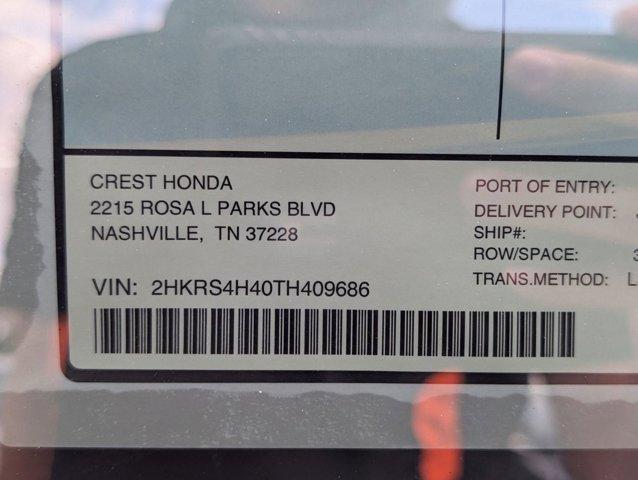 CREST HONDA
2215 ROSA L PARKS BLVD
NASHVILLE, TN 37228
VIN: 2HKRS4H40TH409686
PORT OF ENTRY:
DELIVERY POINT:
SHIP#:
ROW/SPACE: 3
TRANS.METHOD: L